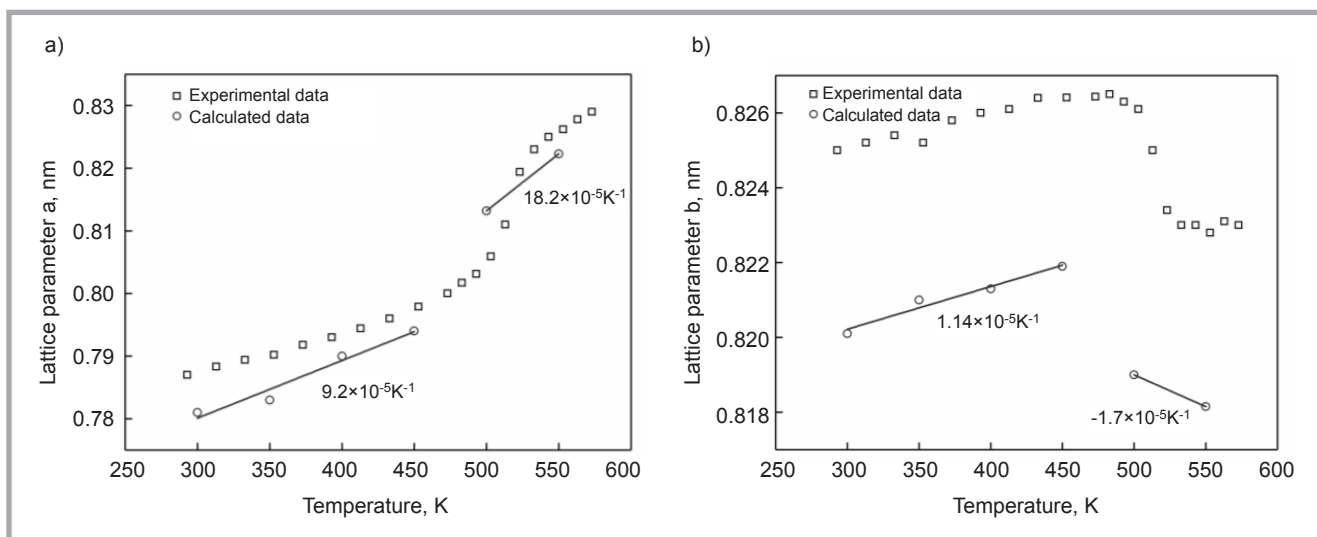 a)
Experimental data
Calculated data
0.83
0.82
0.81
0.80
0.79
0.78
18.2×10⁻⁵K⁻¹
9.2×10⁻⁵K⁻¹
250 300 350 400 450 500 550 600
Temperature, K
Lattice parameter a, nm
b)
Experimental data
Calculated data
0.826
0.824
0.822
0.820
0.818
1.14×10⁻⁵K⁻¹
-1.7×10⁻⁵K⁻¹
250 300 350 400 450 500 550 600
Temperature, K
Lattice parameter b, nm